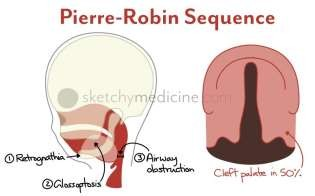 Pierre-Robin Sequence
sketchymedicine.com
① Retrognathia
② Glossoptosis
③ Airway
obstruction
Cleft palate in 50%